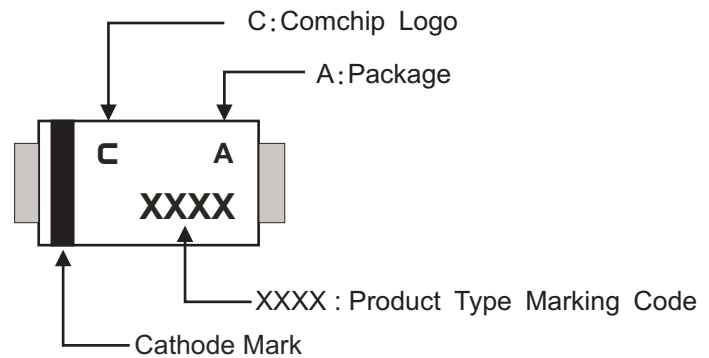 C:Comchip Logo
A:Package
C A
XXXX
XXXX : Product Type Marking Code
Cathode Mark